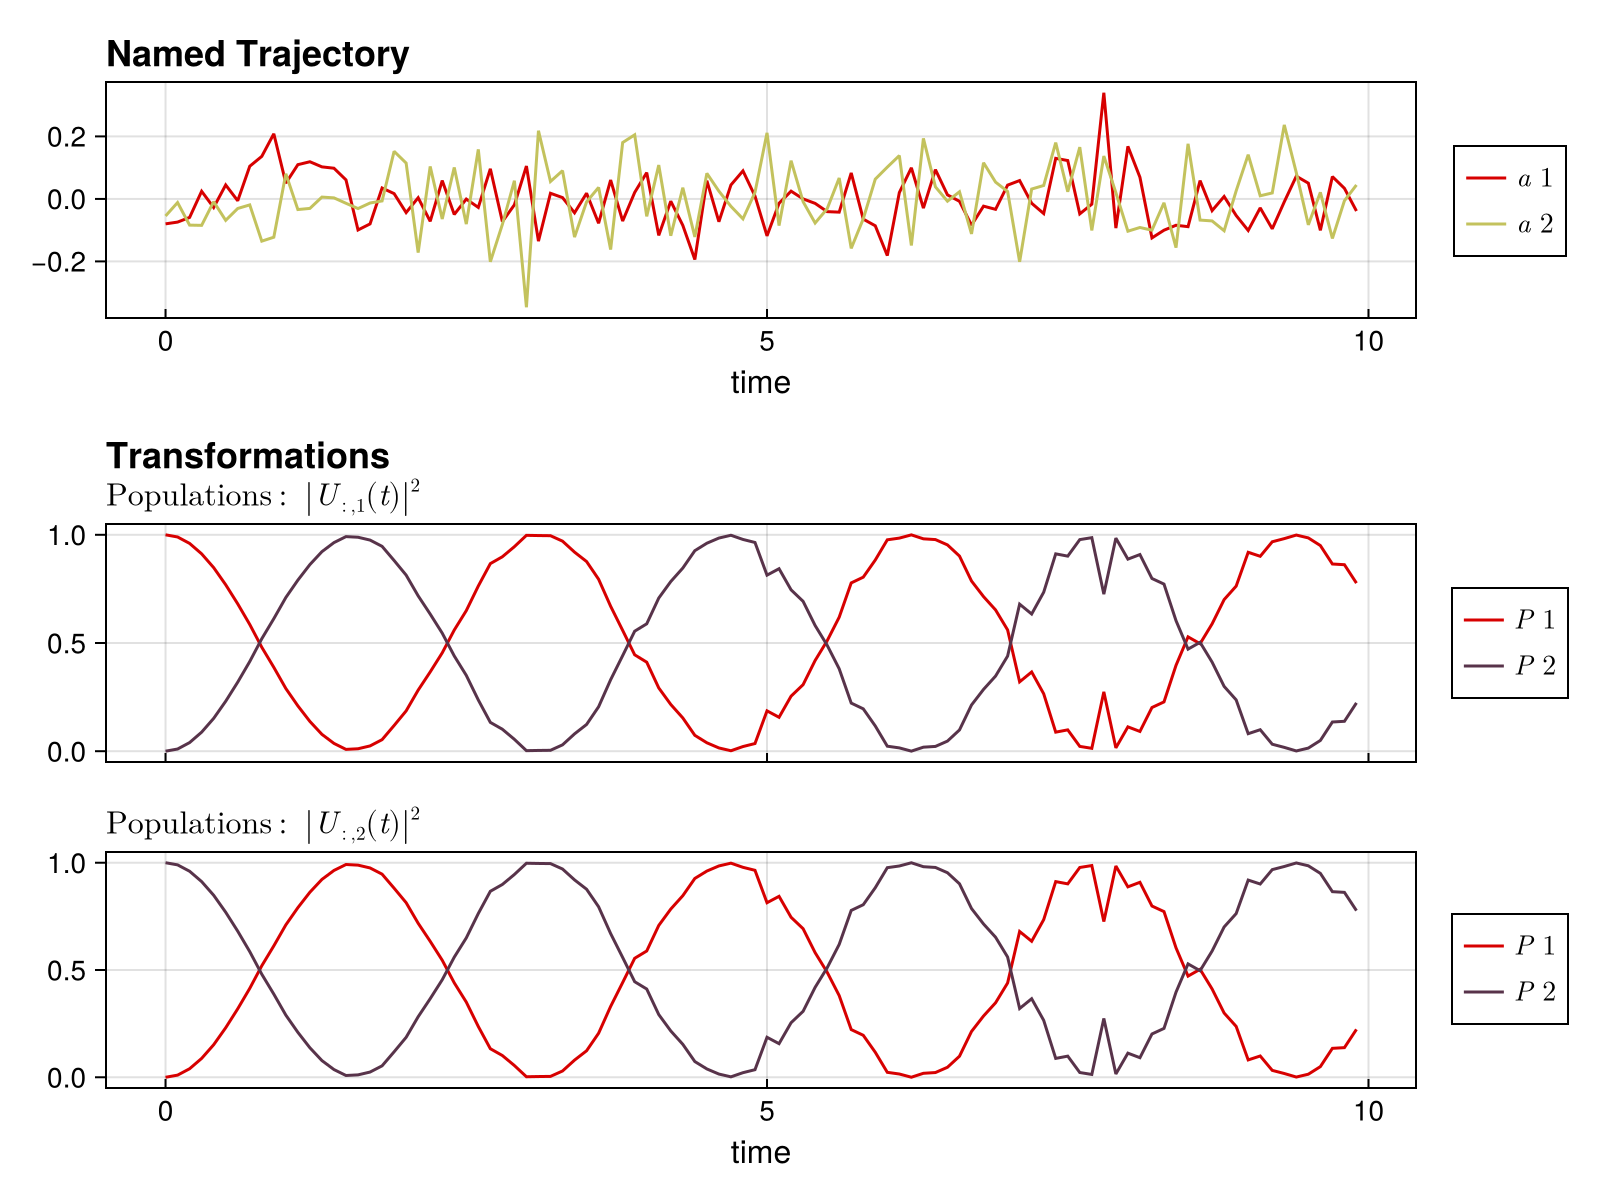 Named Trajectory
0.2
0.0
−0.2
0 5 10
time
a 1
a 2
Transformations
Populations : |U:,1(t)|²
1.0
0.5
0.0
P 1
P 2
Populations : |U:,2(t)|²
1.0
0.5
0.0
0 5 10
time
P 1
P 2